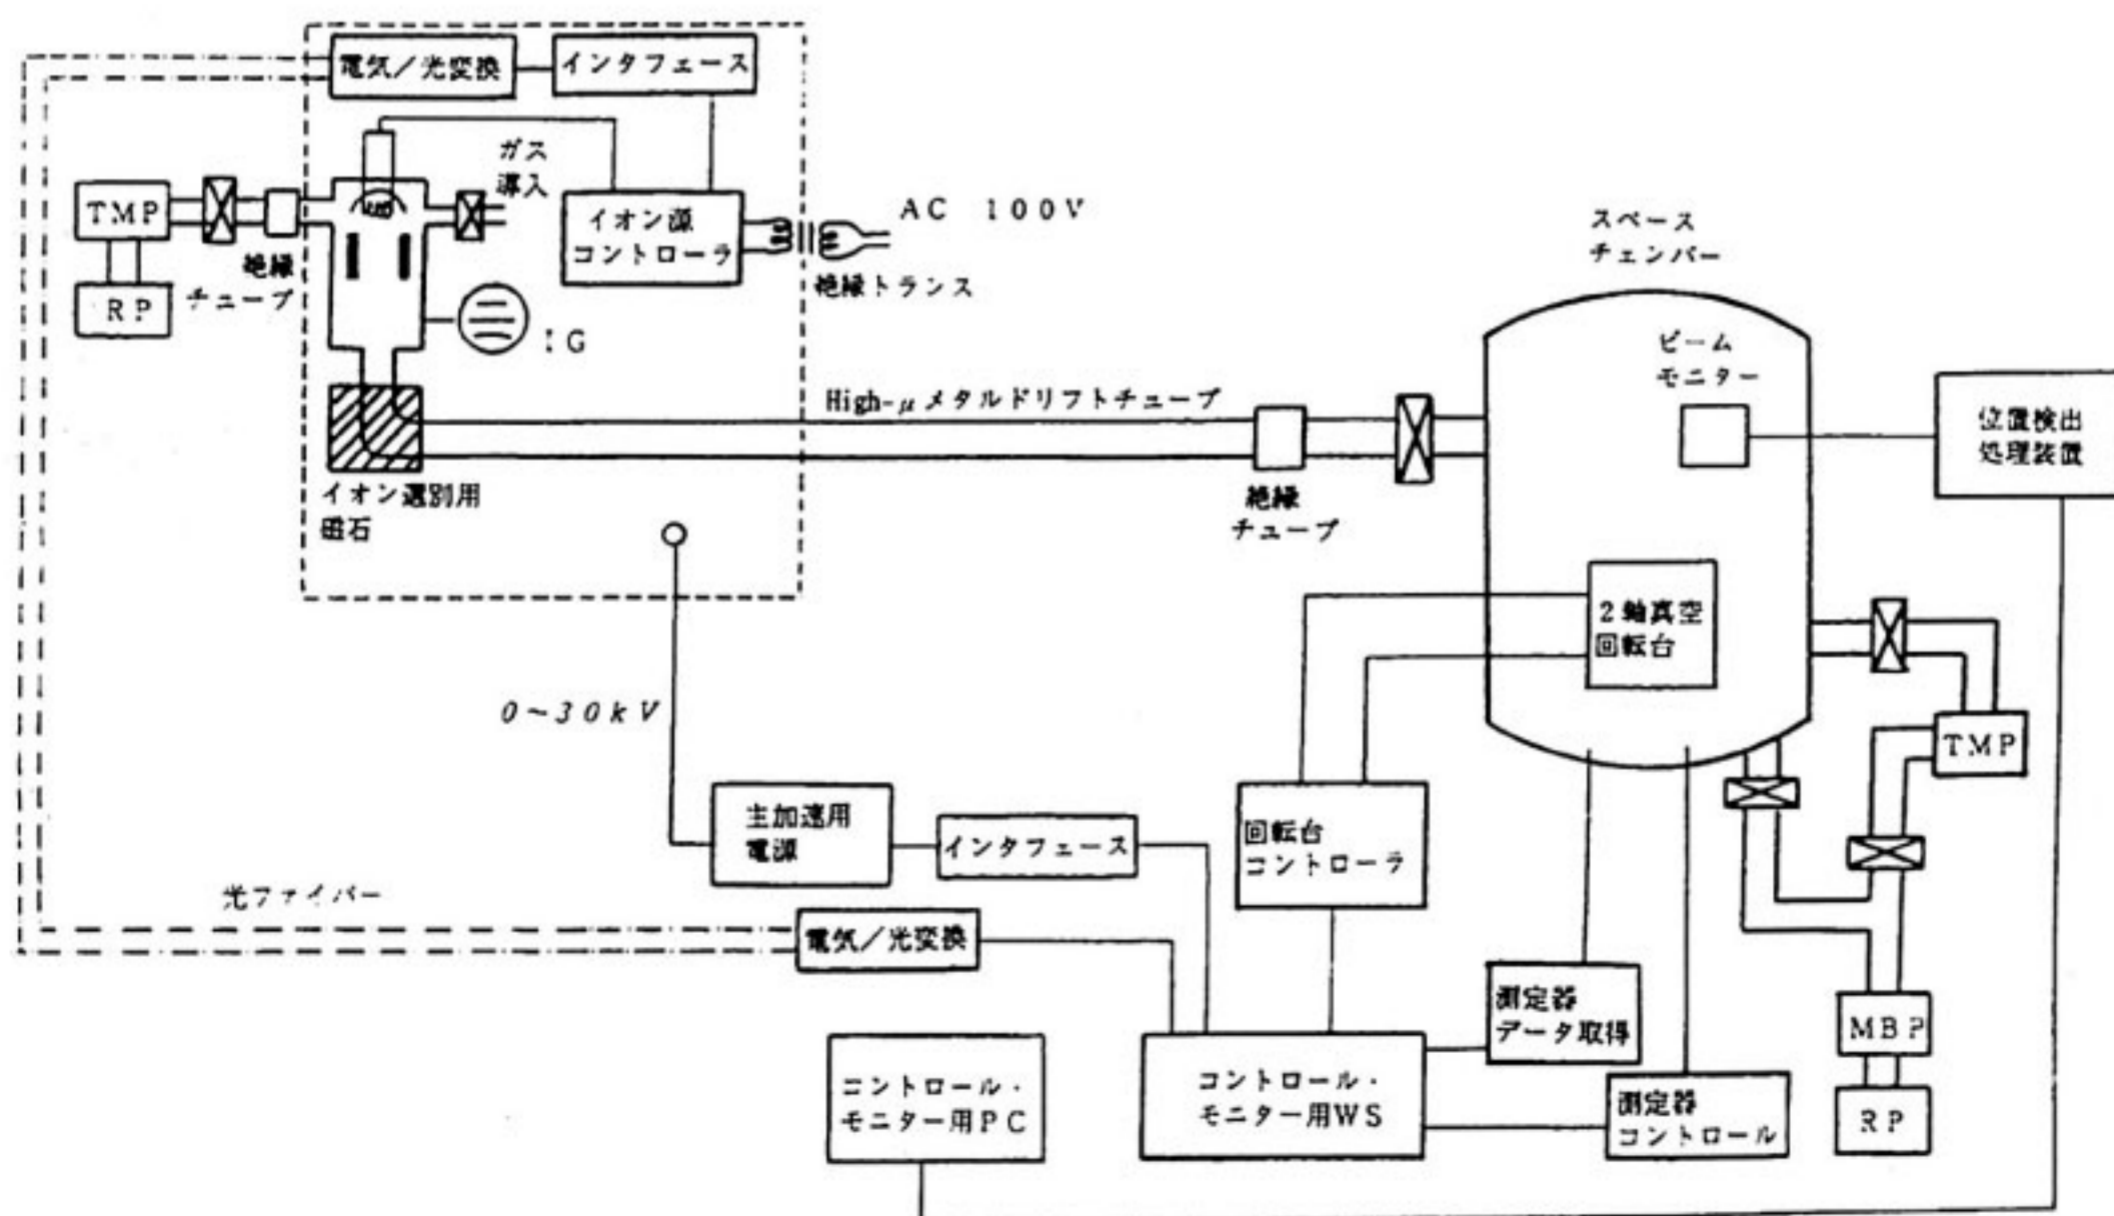 電気/光変換
インタフェース
ガス
導入
TMP
RP
絶縁
チューブ
イオン源
コントローラ
AC 100V
絶縁トランス
IG
イオン選別用
磁石
High-μメタルドリフトチューブ
絶縁
チューブ
スペース
チェンバー
ビーム
モニター
位置検出
処理装置
2軸真空
回転台
TMP
0~30kV
主加速用
電源
インタフェース
回転台
コントローラ
光ファイバー
電気/光変換
測定器
データ取得
MBP
RP
コントロール・
モニター用PC
コントロール・
モニター用WS
測定器
コントロール